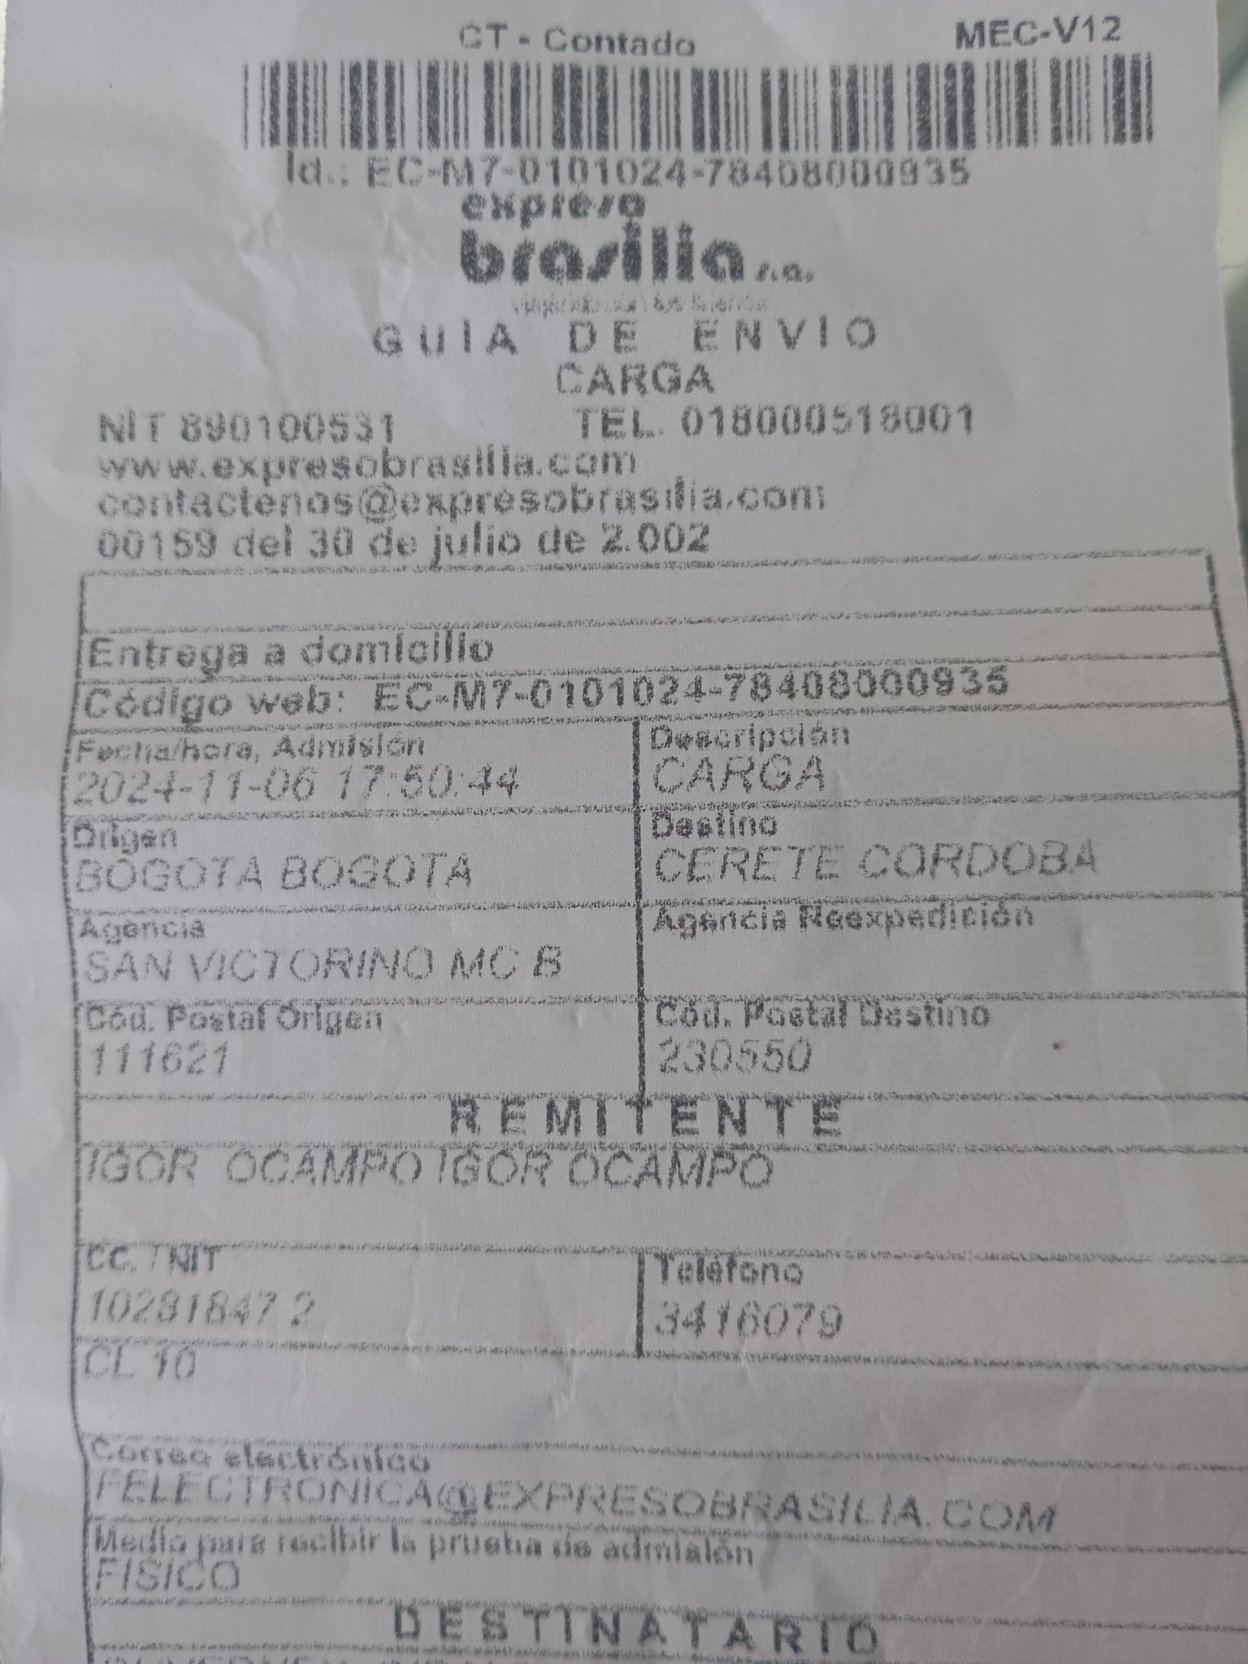 CT - Contado MEC-V12
Id.: EC-M7-0101024-78408000935
expreso
brasilia s.a.
GUIA DE ENVIO
CARGA
NIT 890100531 TEL. 018000518001
www.expresobrasilia.com
contactenos@expresobrasilia.com
00159 del 30 de julio de 2.002
Entrega a domicilio
Código web: EC-M7-0101024-78408000935
Fecha/hora, Admisión Descripción
2024-11-06 17:50:44 CARGA
Origen Destino
BOGOTA BOGOTA CERETE CORDOBA
Agencia Agencia Reexpedición
SAN VICTORINO MC B
Cód. Postal Origen Cód. Postal Destino
111621 230550
REMITENTE
IGOR OCAMPO IGOR OCAMPO
CC. / NIT Teléfono
10281847 2 3416079
CL 10
Correo electrónico
FELECTRONICA@EXPRESOBRASILIA.COM
Medio para recibir la prueba de admisión
FISICO
DESTINATARIO